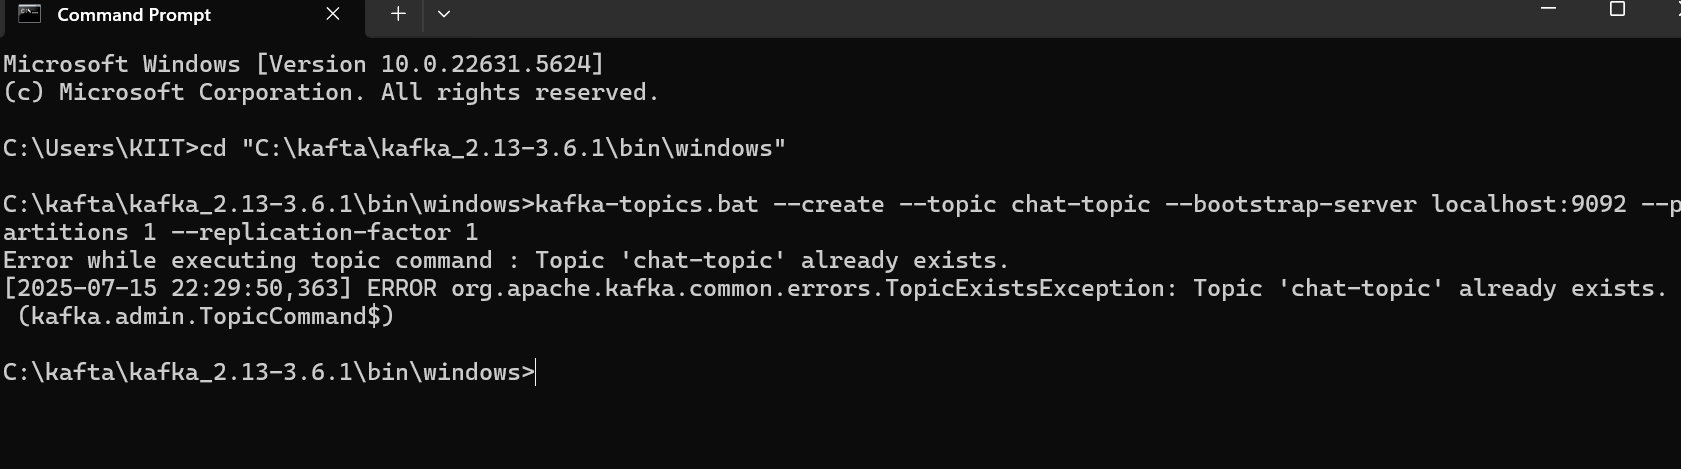 Command Prompt
Microsoft Windows [Version 10.0.22631.5624]
(c) Microsoft Corporation. All rights reserved.
C:\Users\KIIT>cd "C:\kafta\kafka_2.13-3.6.1\bin\windows"
C:\kafta\kafka_2.13-3.6.1\bin\windows>kafka-topics.bat --create --topic chat-topic --bootstrap-server localhost:9092 --p
artitions 1 --replication-factor 1
Error while executing topic command : Topic 'chat-topic' already exists.
[2025-07-15 22:29:50,363] ERROR org.apache.kafka.common.errors.TopicExistsException: Topic 'chat-topic' already exists.
 (kafka.admin.TopicCommand$)
C:\kafta\kafka_2.13-3.6.1\bin\windows>